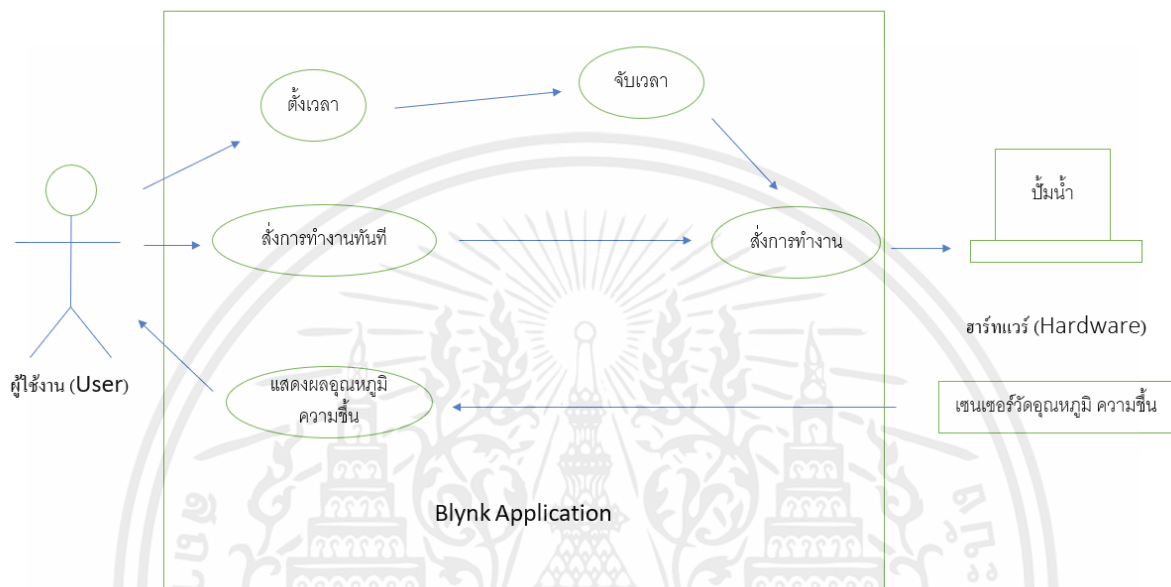 ตั้งเวลา
จับเวลา
ปั๊มน้ำ
สั่งการทำงานทันที
สั่งการทำงาน
ฮาร์ทแวร์ (Hardware)
ผู้ใช้งาน (User)
แสดงผลอุณหภูมิ
ความชื้น
เซนเซอร์วัดอุณหภูมิ ความชื้น
Blynk Application